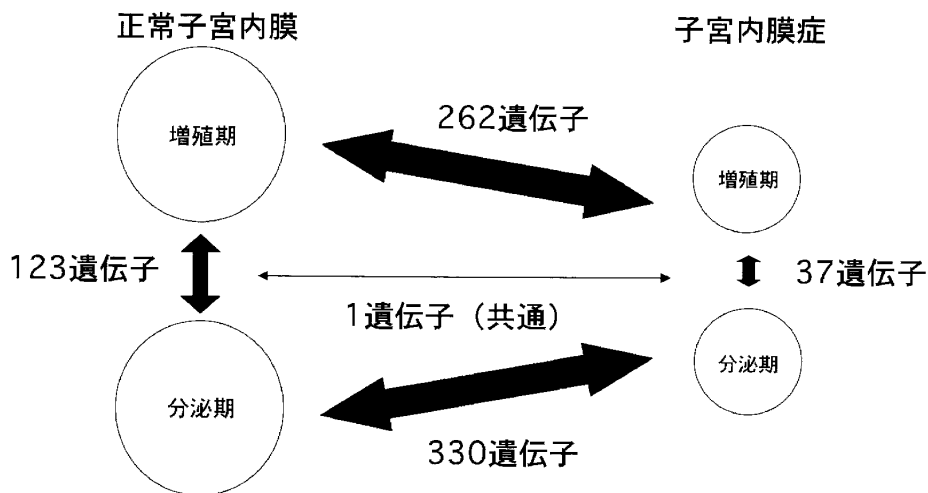 正常子宮内膜
子宮内膜症
増殖期
262遺伝子
増殖期
123遺伝子
37遺伝子
1遺伝子（共通）
分泌期
分泌期
330遺伝子